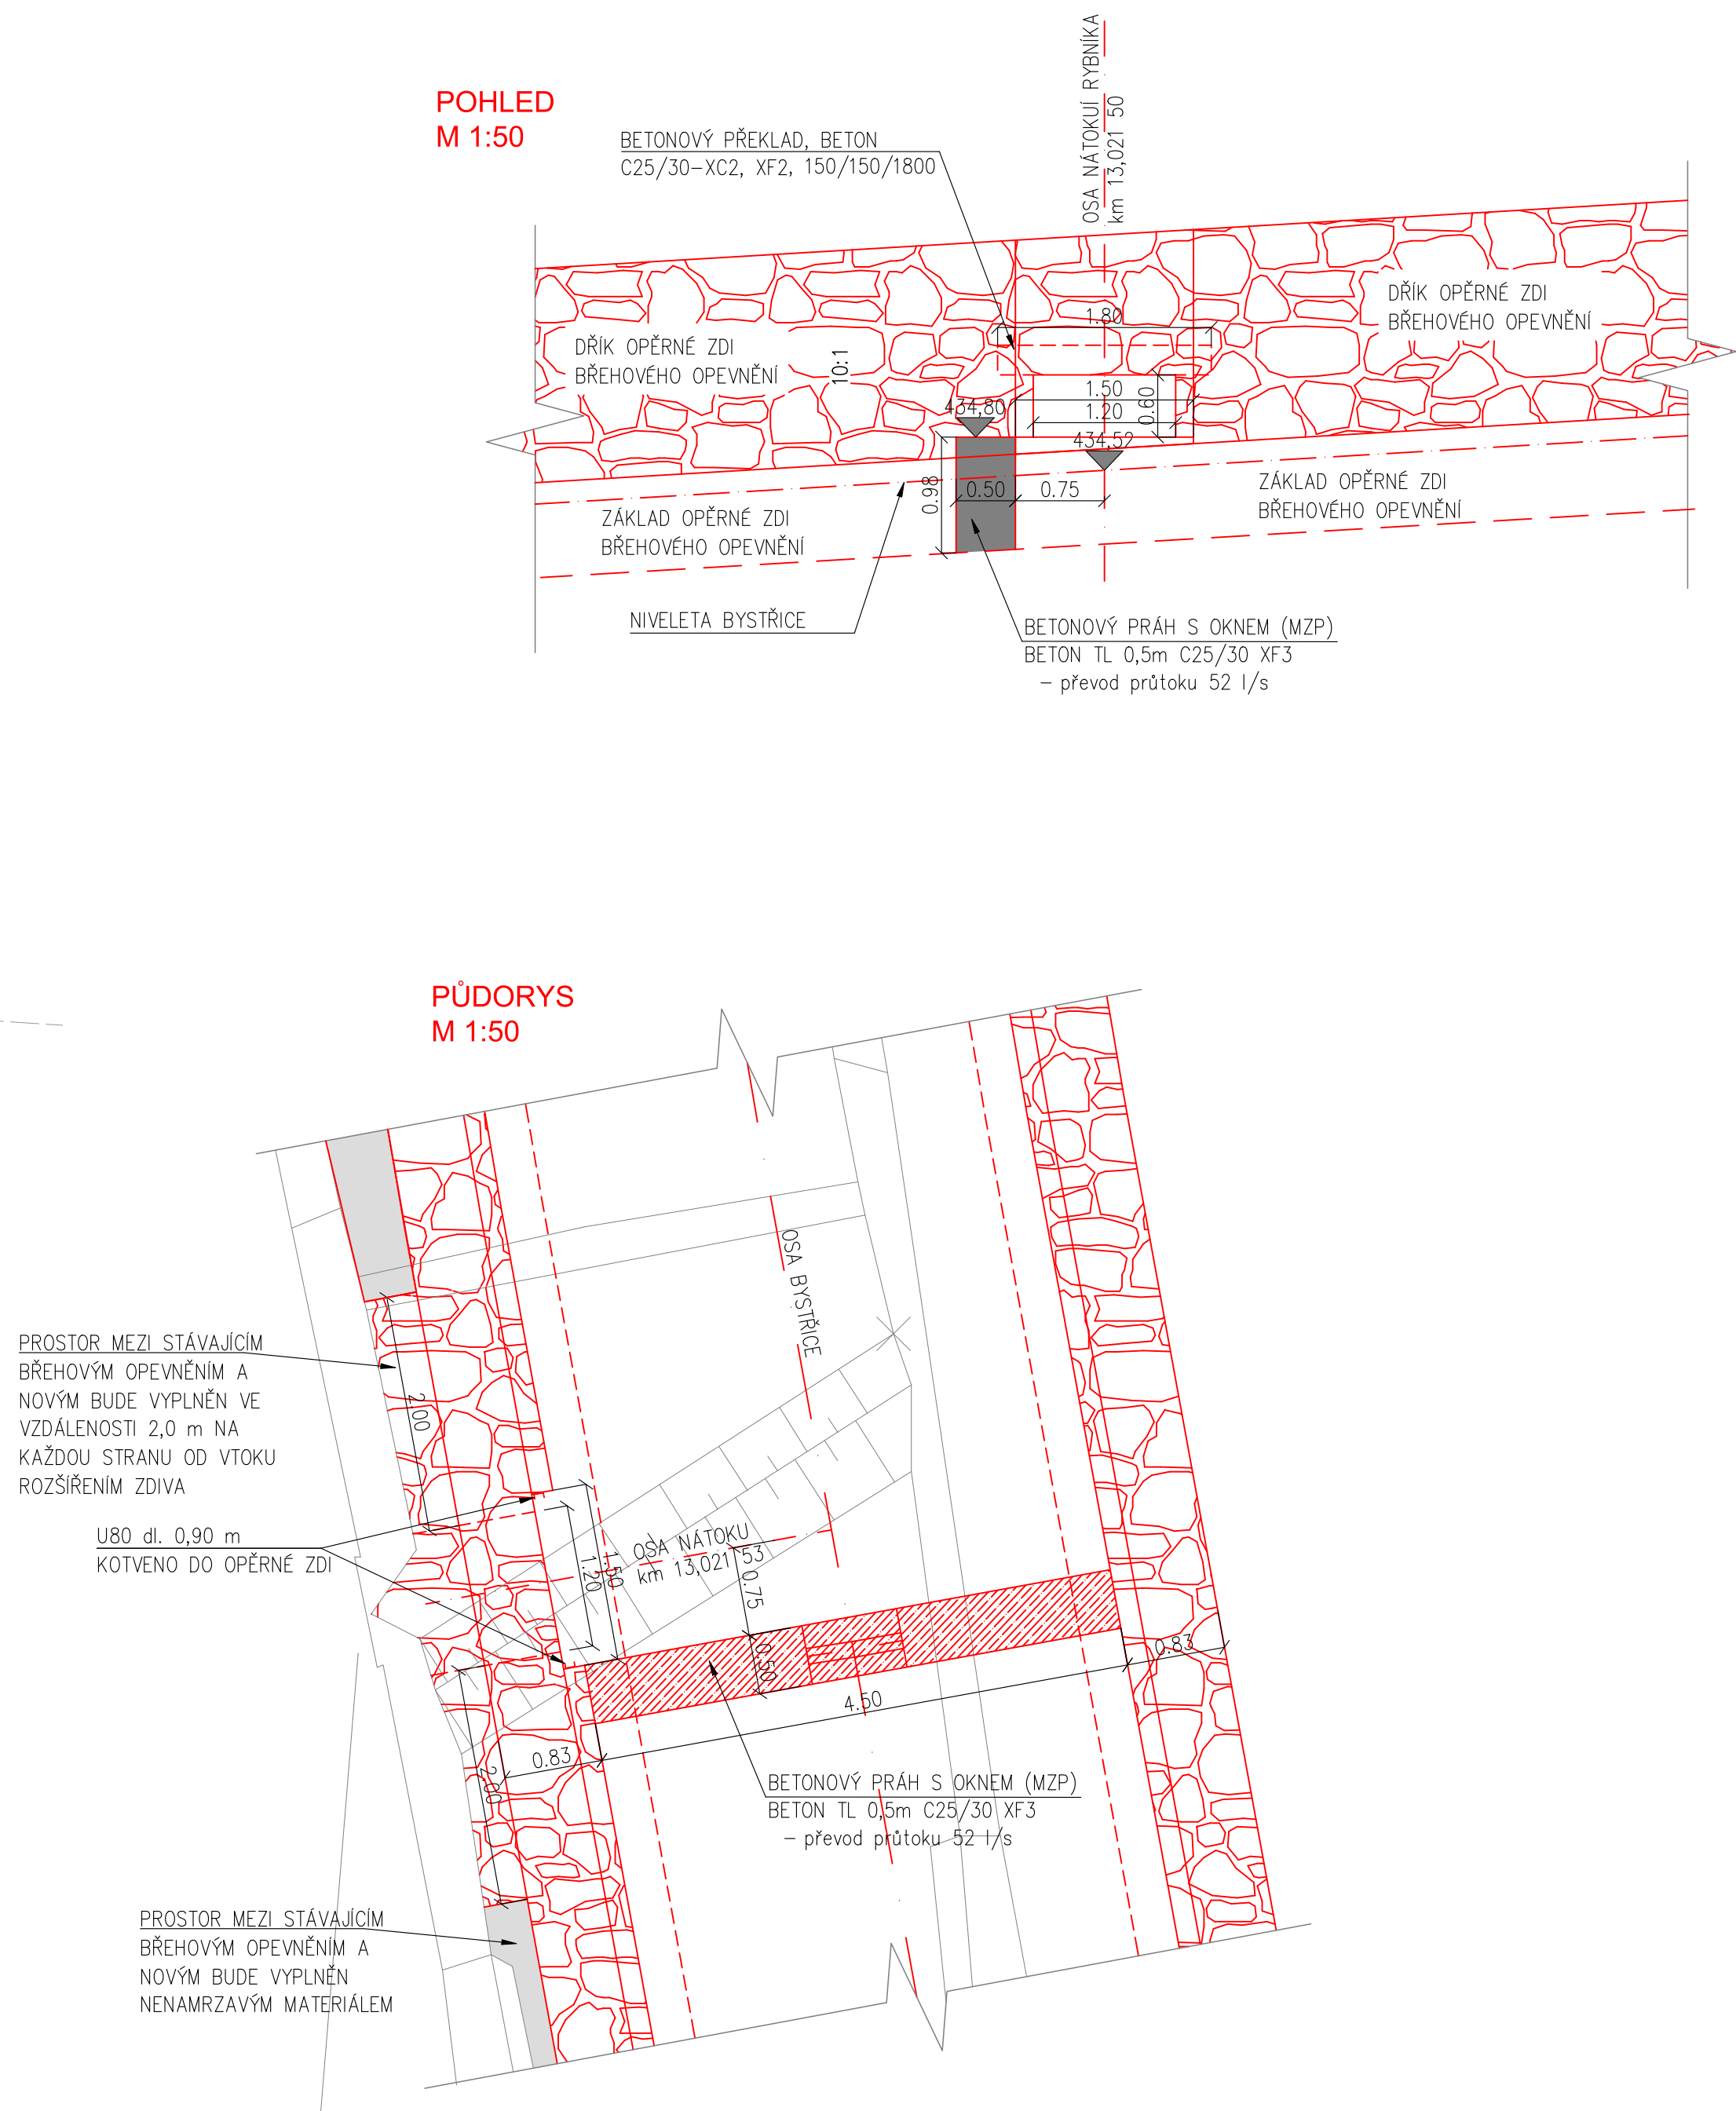 POHLED
M 1:50
OSA NÁTOKUÍ RYBNÍKA
km 13,021 50
BETONOVÝ PŘEKLAD, BETON
C25/30-XC2, XF2, 150/150/1800
DŘÍK OPĚRNÉ ZDI
BŘEHOVÉHO OPEVNĚNÍ
10:1
DŘÍK OPĚRNÉ ZDI
BŘEHOVÉHO OPEVNĚNÍ
1.80
1.50
1.20
0.60
434,80
434,52
0.98
0.50
0.75
ZÁKLAD OPĚRNÉ ZDI
BŘEHOVÉHO OPEVNĚNÍ
ZÁKLAD OPĚRNÉ ZDI
BŘEHOVÉHO OPEVNĚNÍ
NIVELETA BYSTŘICE
BETONOVÝ PRÁH S OKNEM (MZP)
BETON TL 0,5m C25/30 XF3
– převod průtoku 52 l/s
PŮDORYS
M 1:50
OSA BYSTŘICE
PROSTOR MEZI STÁVAJÍCÍM
BŘEHOVÝM OPEVNĚNÍM A
NOVÝM BUDE VYPLNĚN VE
VZDÁLENOSTI 2,0 m NA
KAŽDOU STRANU OD VTOKU
ROZŠÍŘENÍM ZDIVA
2.00
U80 dl. 0,90 m
KOTVENO DO OPĚRNÉ ZDI
1.20
1.50
OSA NÁTOKU
km 13,021 53
0.75
0.50
4.50
0.83
0.83
2.00
BETONOVÝ PRÁH S OKNEM (MZP)
BETON TL 0,5m C25/30 XF3
– převod průtoku 52 l/s
PROSTOR MEZI STÁVAJÍCÍM
BŘEHOVÝM OPEVNĚNÍM A
NOVÝM BUDE VYPLNĚN
NENAMRZAVÝM MATERIÁLEM